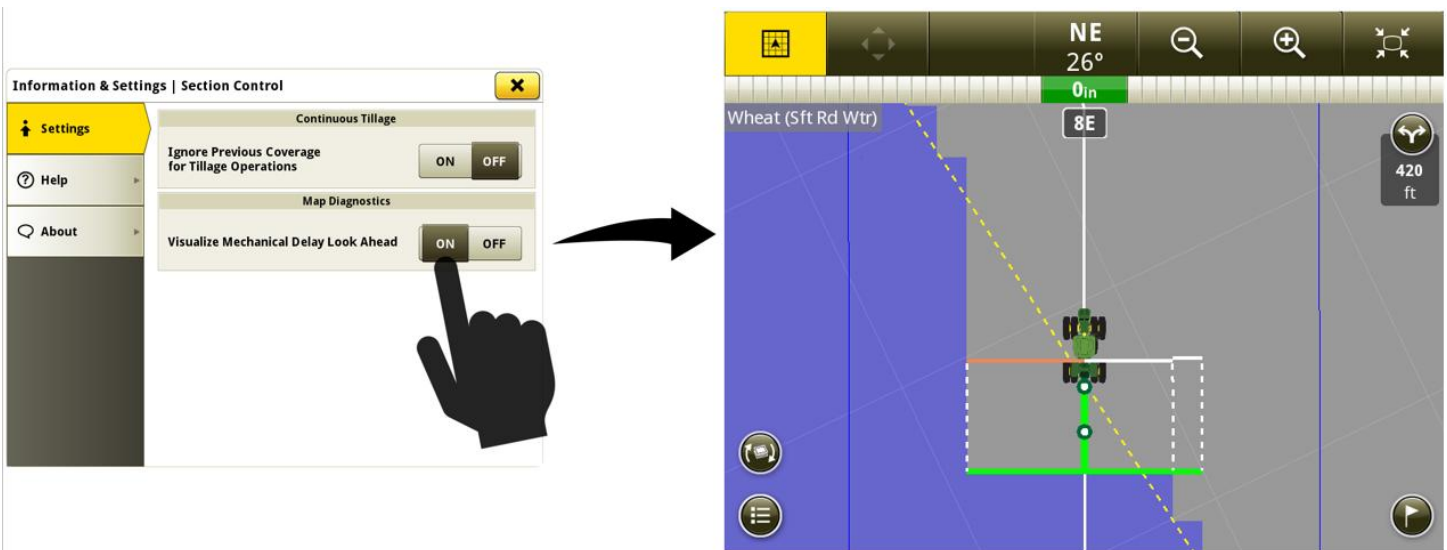 Information & Settings | Section Control
Settings
Help
About
Continuous Tillage
Ignore Previous Coverage
for Tillage Operations
ON OFF
Map Diagnostics
Visualize Mechanical Delay Look Ahead
ON OFF
NE
26°
0in
8E
Wheat (Sft Rd Wtr)
420
ft